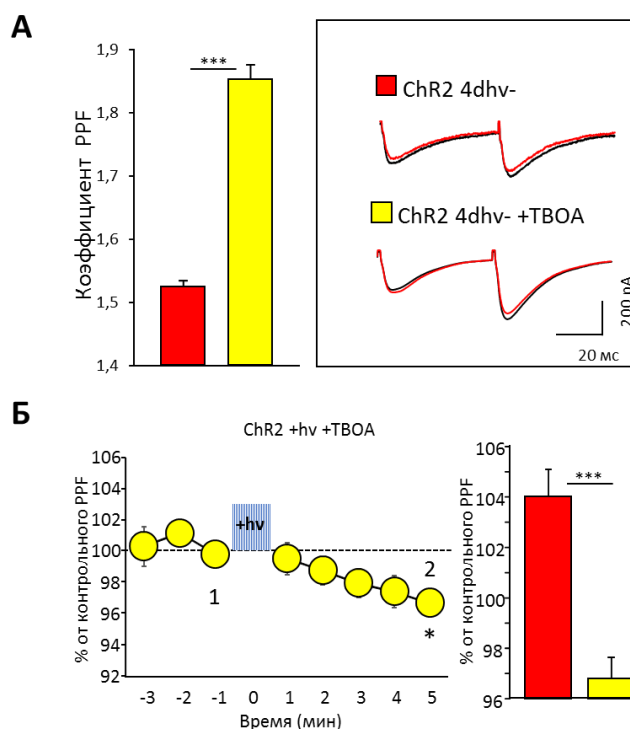 А
Коэффициент PPF
1,9
1,8
1,7
1,6
1,5
1,4
***
ChR2 4dhv-
ChR2 4dhv- +TBOA
200 пА
20 мс
Б
ChR2 +hv +TBOA
% от контрольного PPF
106
104
102
100
98
96
94
92
+hν
1
2
*
-3 -2 -1 0 1 2 3 4 5
Время (мин)
% от контрольного PPF
106
104
102
100
98
96
***